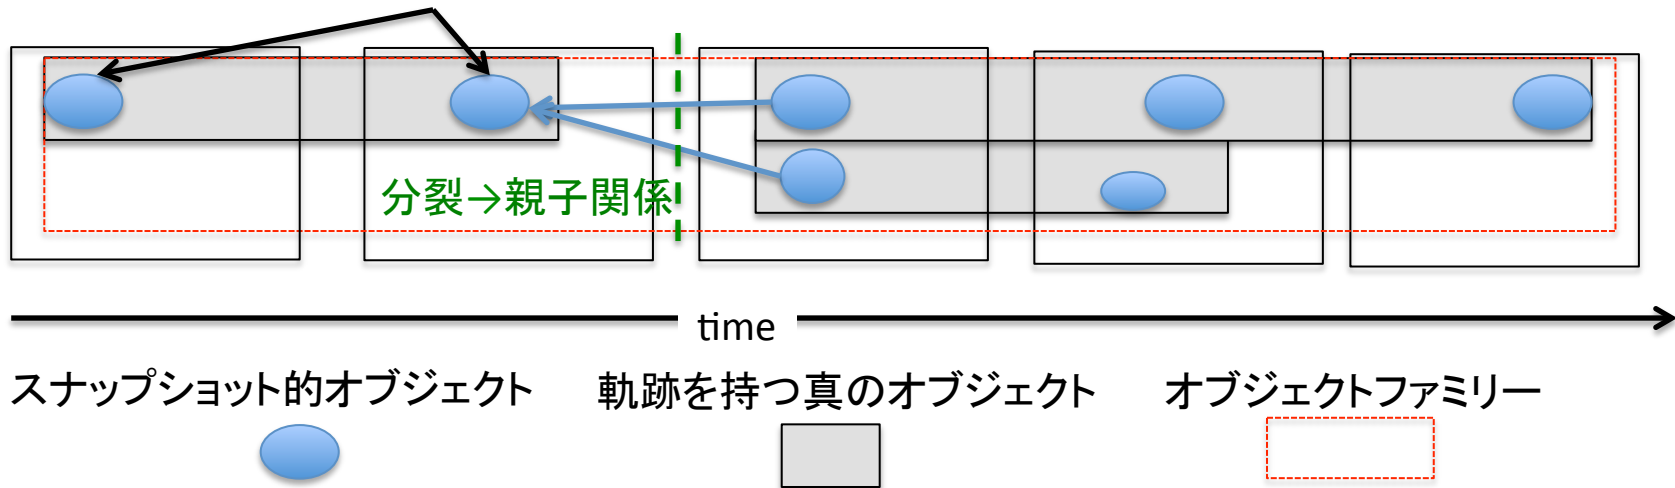 分裂→親子関係
time
スナップショット的オブジェクト
軌跡を持つ真のオブジェクト
オブジェクトファミリー